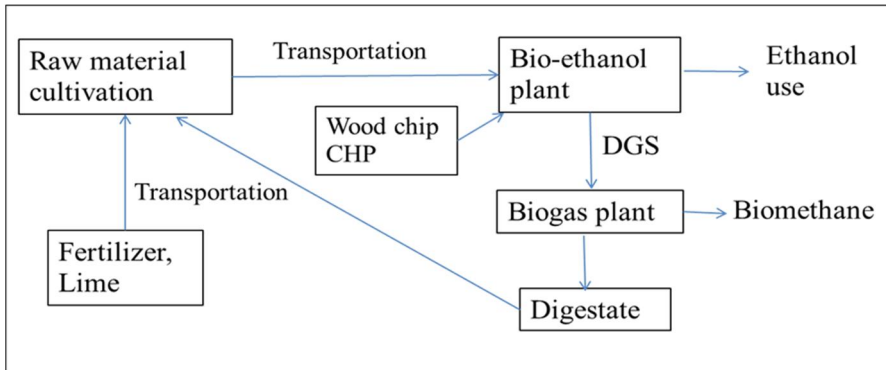 Raw material
cultivation
Transportation
Bio-ethanol
plant
Ethanol
use
Wood chip
CHP
DGS
Transportation
Biogas plant
Biomethane
Fertilizer,
Lime
Digestate